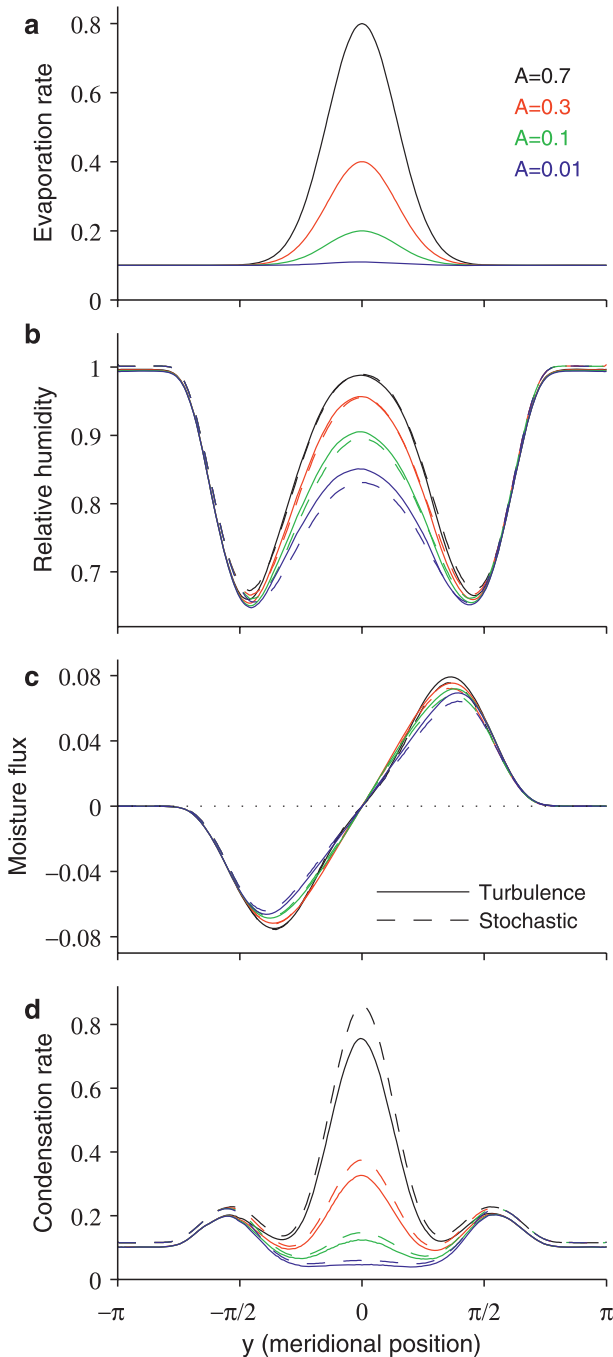 a
Evaporation rate
0.8
0.6
0.4
0.2
0
A=0.7
A=0.3
A=0.1
A=0.01
b
Relative humidity
1
0.9
0.8
0.7
c
Moisture flux
0.08
0.04
0
−0.04
−0.08
Turbulence
Stochastic
d
Condensation rate
0.8
0.6
0.4
0.2
0
−π −π/2 0 π/2 π
y (meridional position)